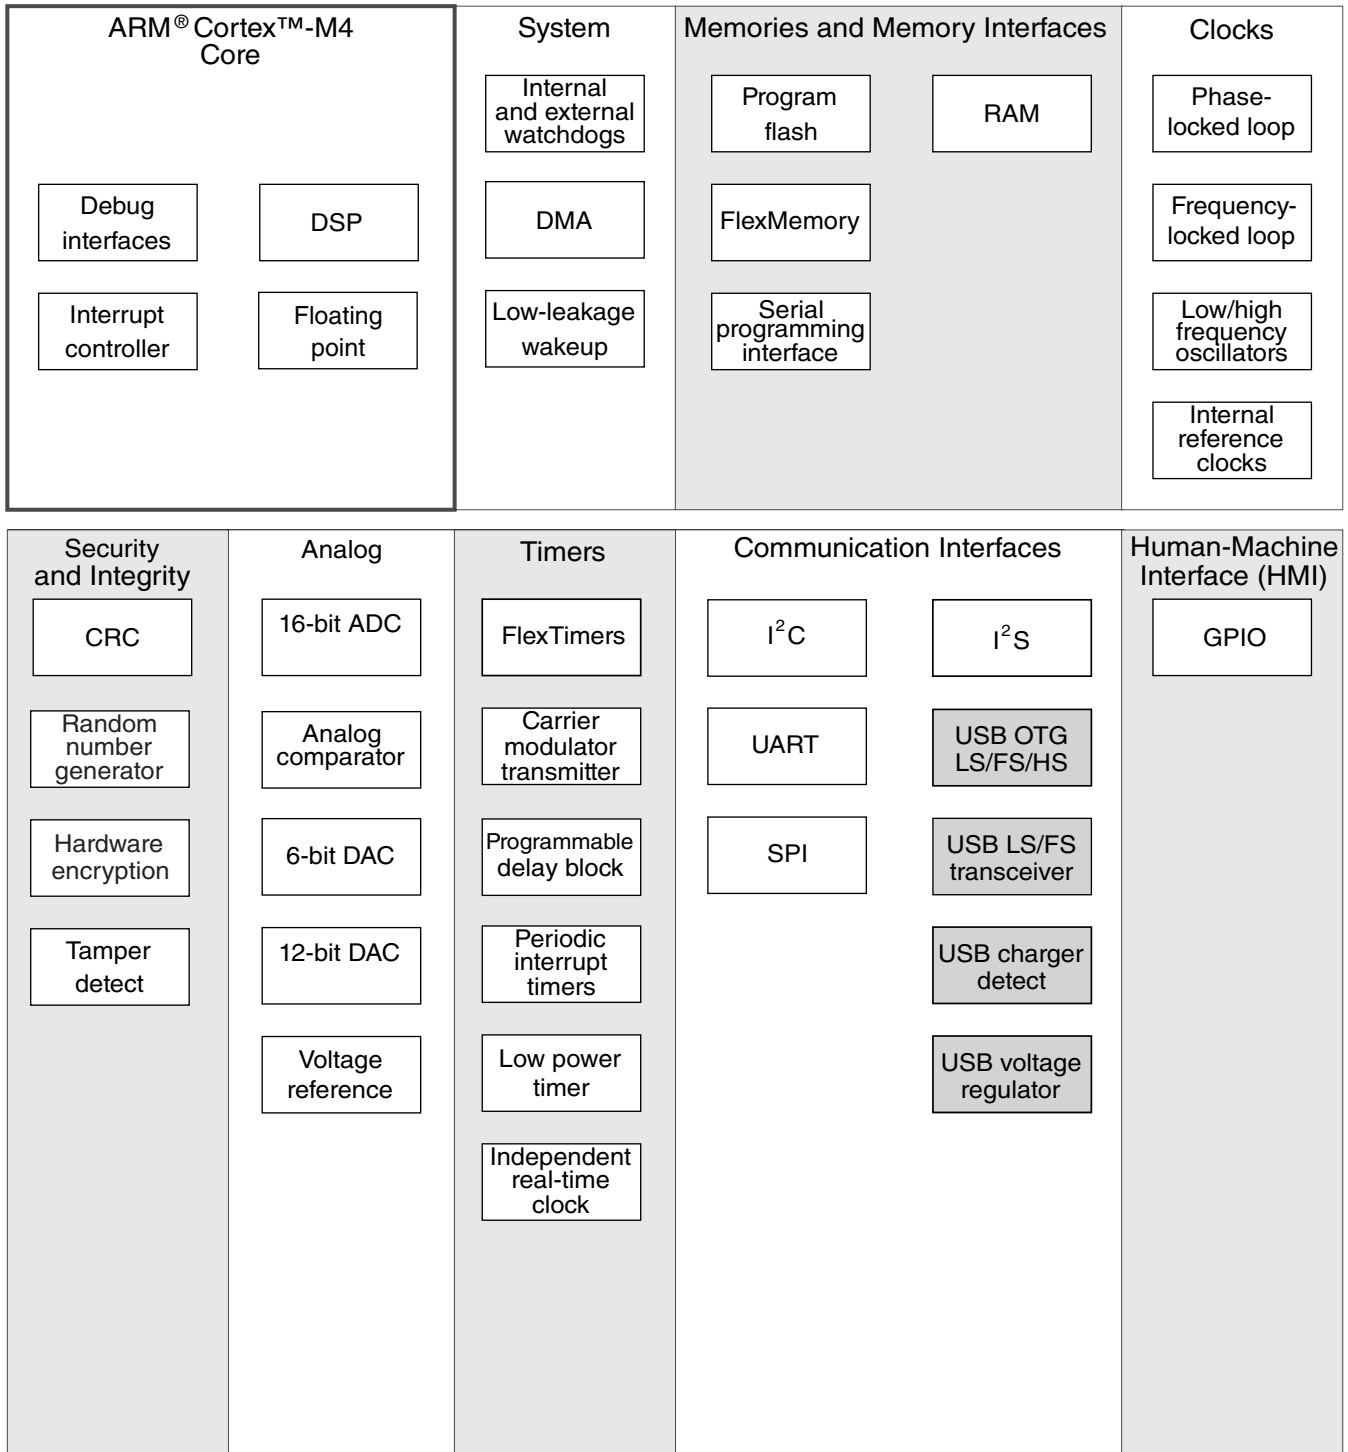 ARM® Cortex™-M4
Core
Debug
interfaces
DSP
Interrupt
controller
Floating
point
System
Internal
and external
watchdogs
DMA
Low-leakage
wakeup
Memories and Memory Interfaces
Program
flash
RAM
FlexMemory
Serial
programming
interface
Clocks
Phase-
locked loop
Frequency-
locked loop
Low/high
frequency
oscillators
Internal
reference
clocks
Security
and Integrity
CRC
Random
number
generator
Hardware
encryption
Tamper
detect
Analog
16-bit ADC
Analog
comparator
6-bit DAC
12-bit DAC
Voltage
reference
Timers
FlexTimers
Carrier
modulator
transmitter
Programmable
delay block
Periodic
interrupt
timers
Low power
timer
Independent
real-time
clock
Communication Interfaces
I²C
I²S
UART
USB OTG
LS/FS/HS
SPI
USB LS/FS
transceiver
USB charger
detect
USB voltage
regulator
Human-Machine
Interface (HMI)
GPIO